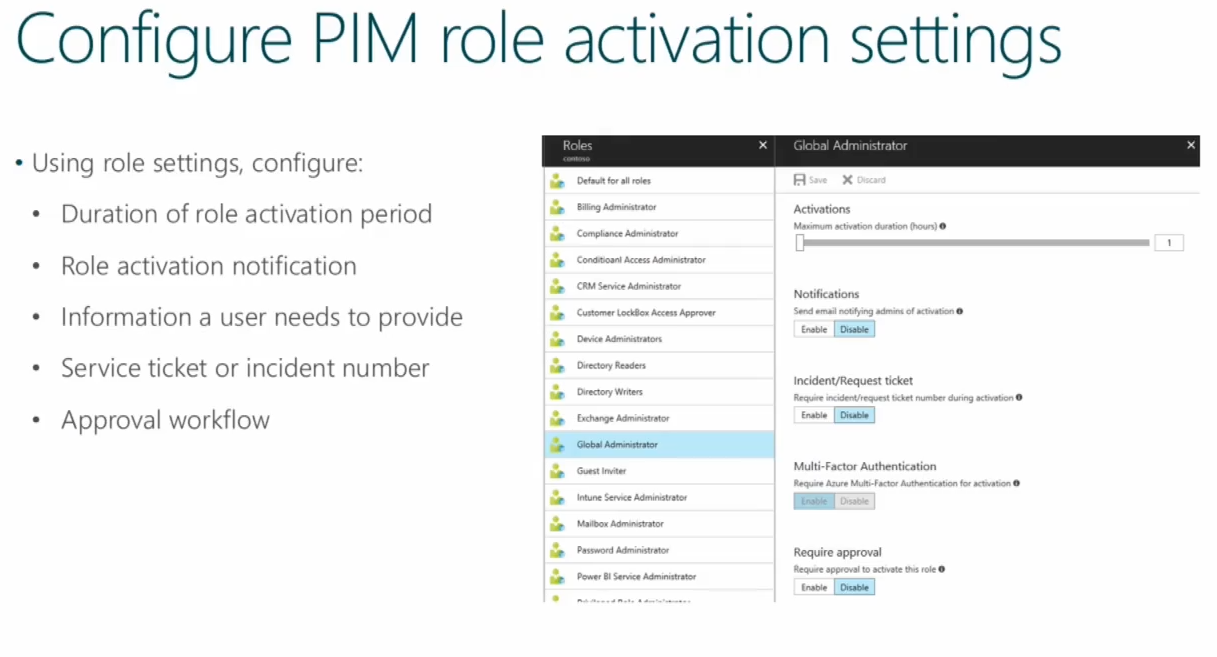 Configure PIM role activation settings
• Using role settings, configure:
• Duration of role activation period
• Role activation notification
• Information a user needs to provide
• Service ticket or incident number
• Approval workflow
Roles
contoso
Default for all roles
Billing Administrator
Compliance Administrator
Conditioanl Access Administrator
CRM Service Administrator
Customer LockBox Access Approver
Device Administrators
Directory Readers
Directory Writers
Exchange Administrator
Global Administrator
Guest Inviter
Intune Service Administrator
Mailbox Administrator
Password Administrator
Power BI Service Administrator
Privileged Role Administrator
Global Administrator
Save Discard
Activations
Maximum activation duration (hours)
1
Notifications
Send email notifying admins of activation
Enable Disable
Incident/Request ticket
Require incident/request ticket number during activation
Enable Disable
Multi-Factor Authentication
Require Azure Multi-Factor Authentication for activation
Enable Disable
Require approval
Require approval to activate this role
Enable Disable